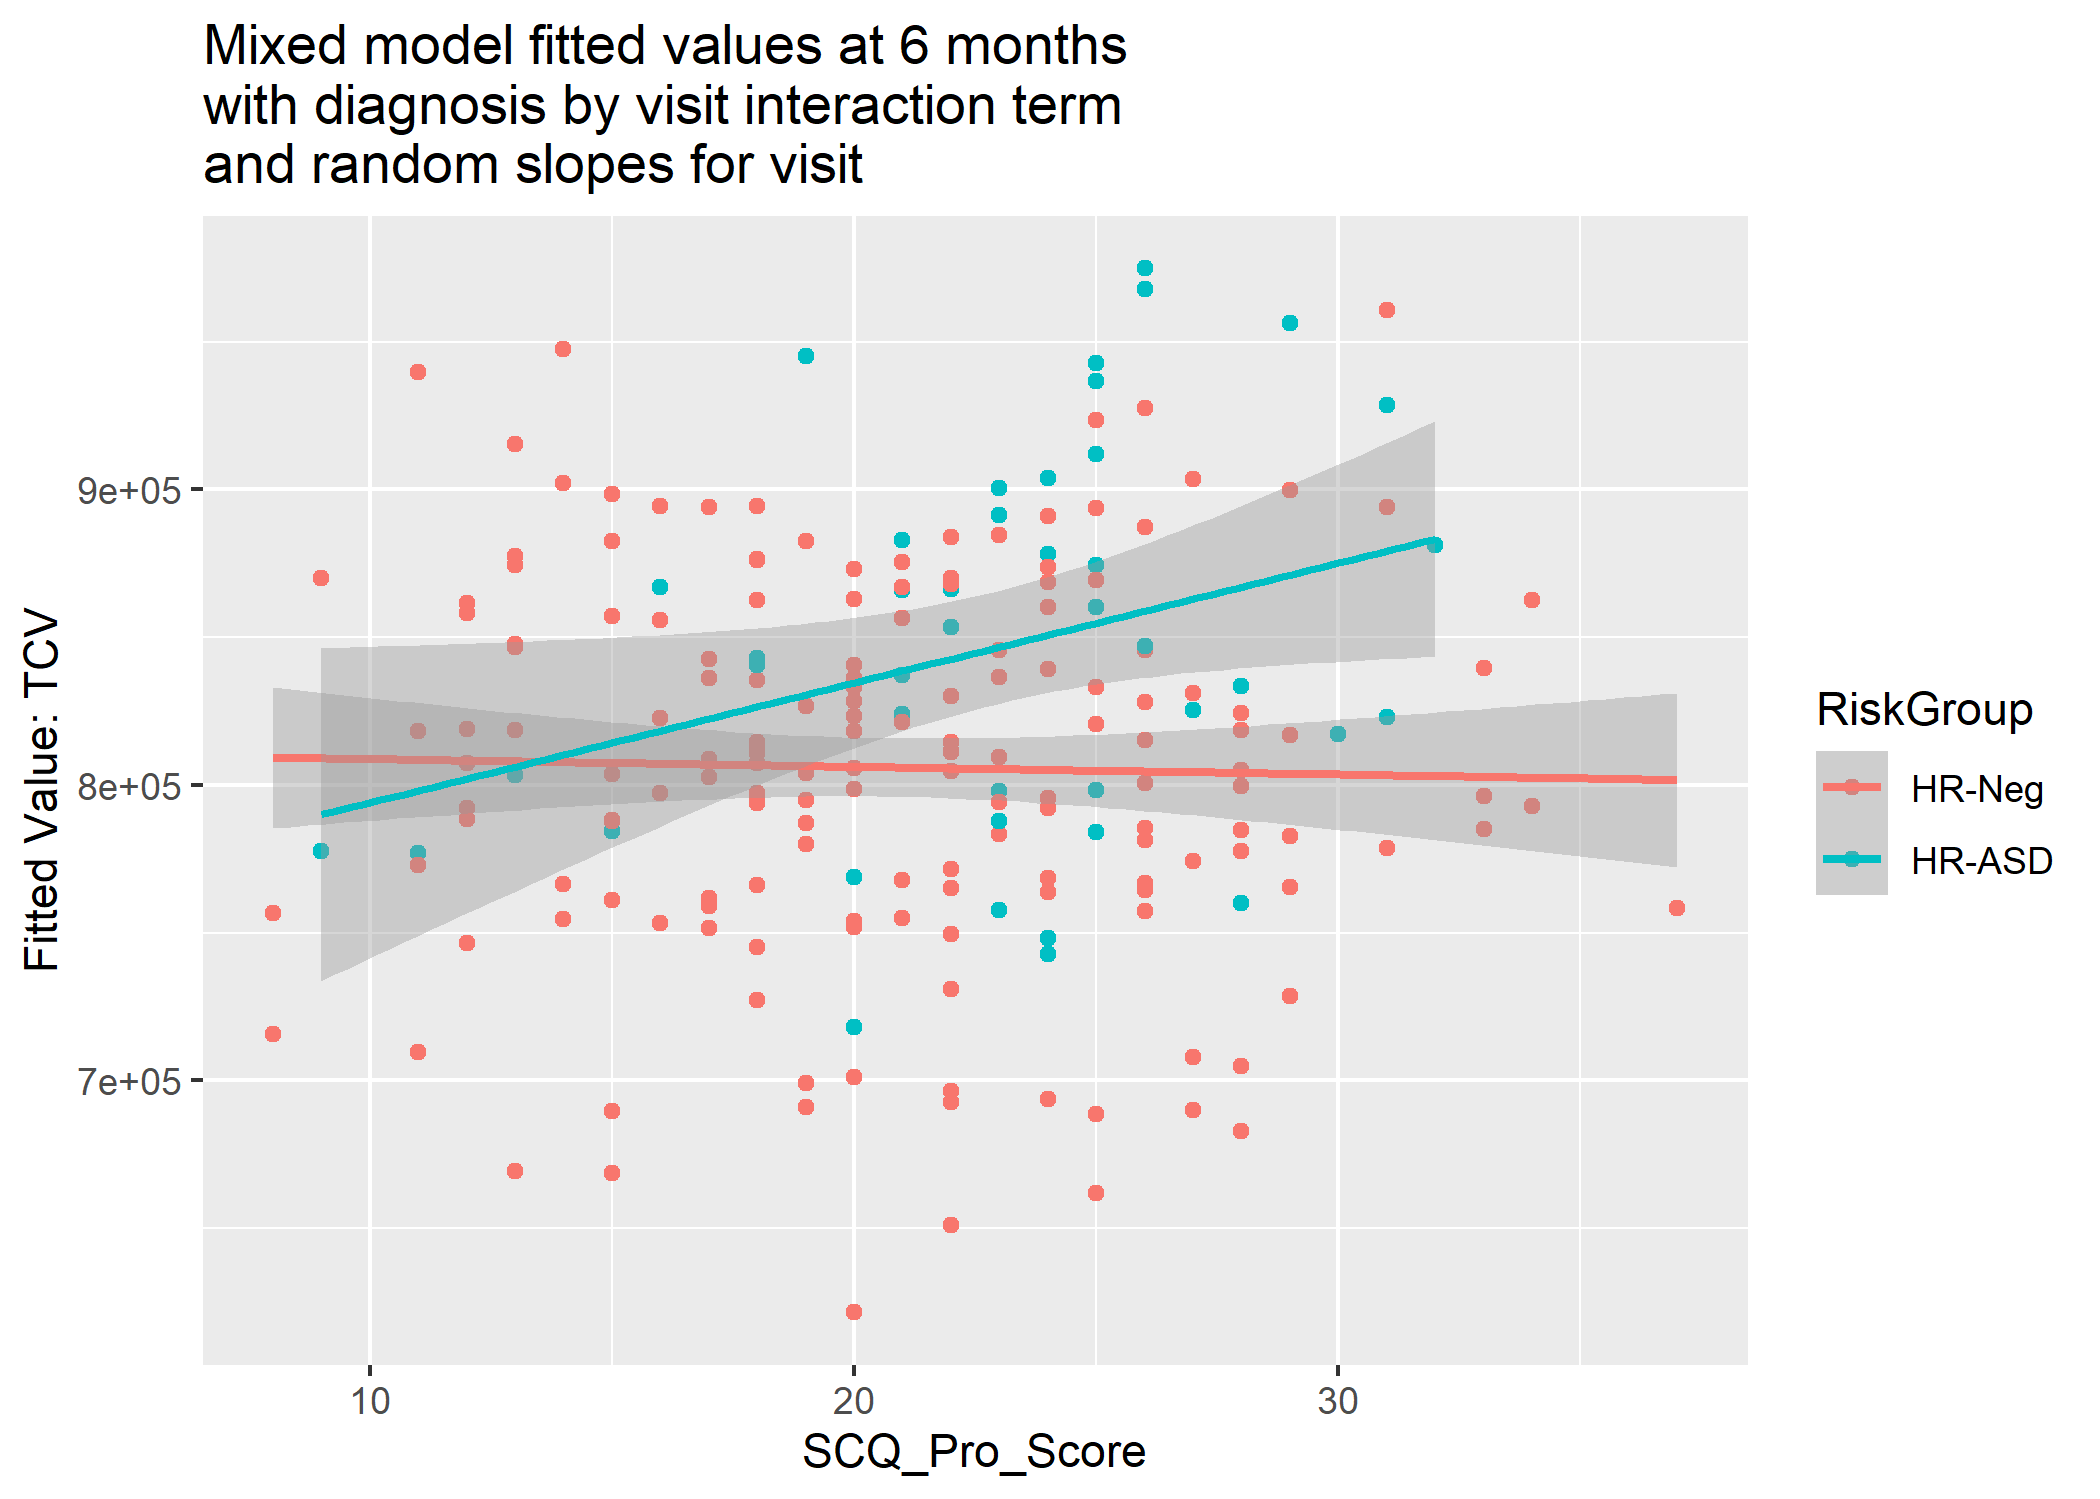 Mixed model fitted values at 6 months
with diagnosis by visit interaction term
and random slopes for visit
Fitted Value: TCV
9e+05
8e+05
7e+05
10
20
30
SCQ_Pro_Score
RiskGroup
HR-Neg
HR-ASD